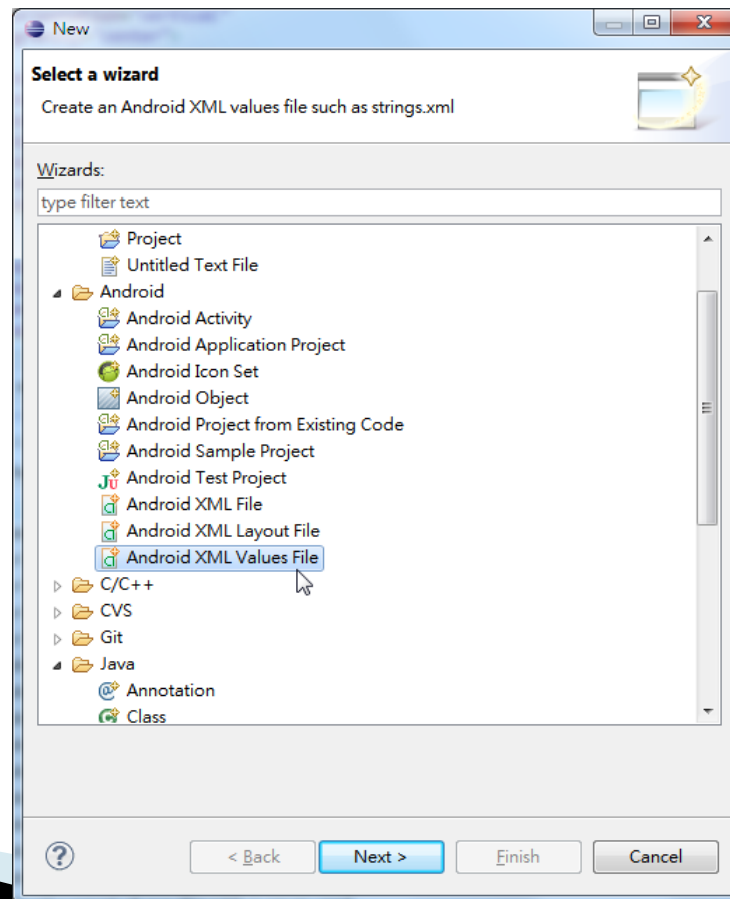 New
Select a wizard
Create an Android XML values file such as strings.xml
Wizards:
type filter text
Project
Untitled Text File
Android
Android Activity
Android Application Project
Android Icon Set
Android Object
Android Project from Existing Code
Android Sample Project
Android Test Project
Android XML File
Android XML Layout File
Android XML Values File
C/C++
CVS
Git
Java
Annotation
Class
< Back Next > Finish Cancel